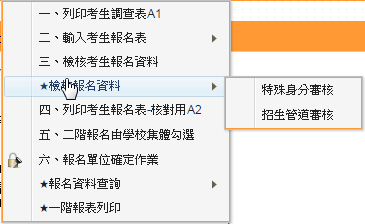 一、列印考生調查表A1
二、輸入考生報名表
三、檢核考生報名資料
★檢報名資料
特殊身分審核
招生管道審核
四、列印考生報名表-核對用A2
五、二階報名由學校集體勾選
六、報名單位確定作業
★報名資料查詢
★一階報表列印